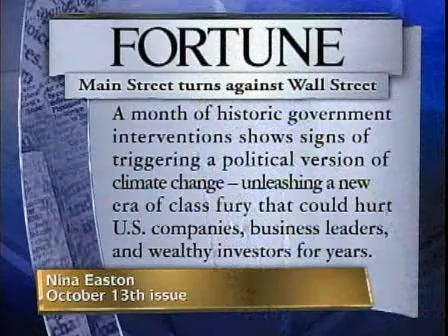 FORTUNE
Main Street turns against Wall Street
A month of historic government
interventions shows signs of
triggering a political version of
climate change – unleashing a new
era of class fury that could hurt
U.S. companies, business leaders,
and wealthy investors for years.
Nina Easton
October 13th issue